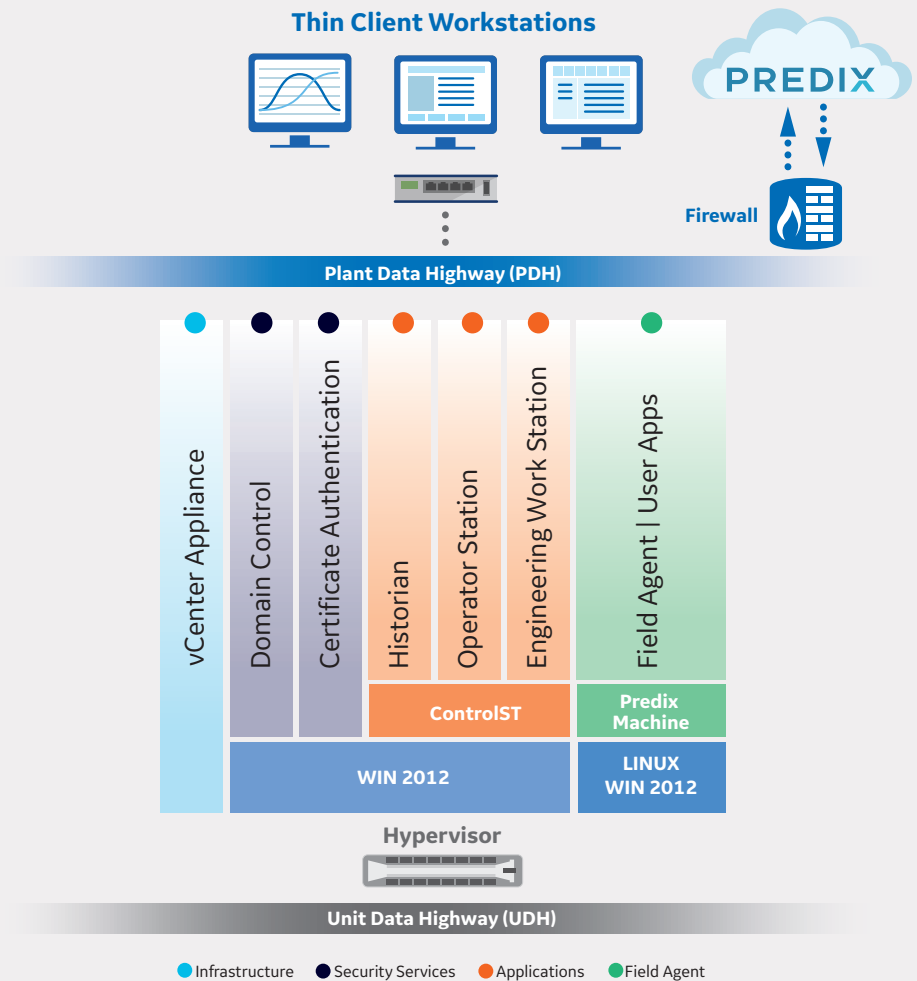 Thin Client Workstations
PREDIX
Firewall
Plant Data Highway (PDH)
vCenter Appliance
Domain Control
Certificate Authentication
Historian
Operator Station
Engineering Work Station
Field Agent | User Apps
ControlST
Predix
Machine
WIN 2012
LINUX
WIN 2012
Hypervisor
Unit Data Highway (UDH)
Infrastructure
Security Services
Applications
Field Agent